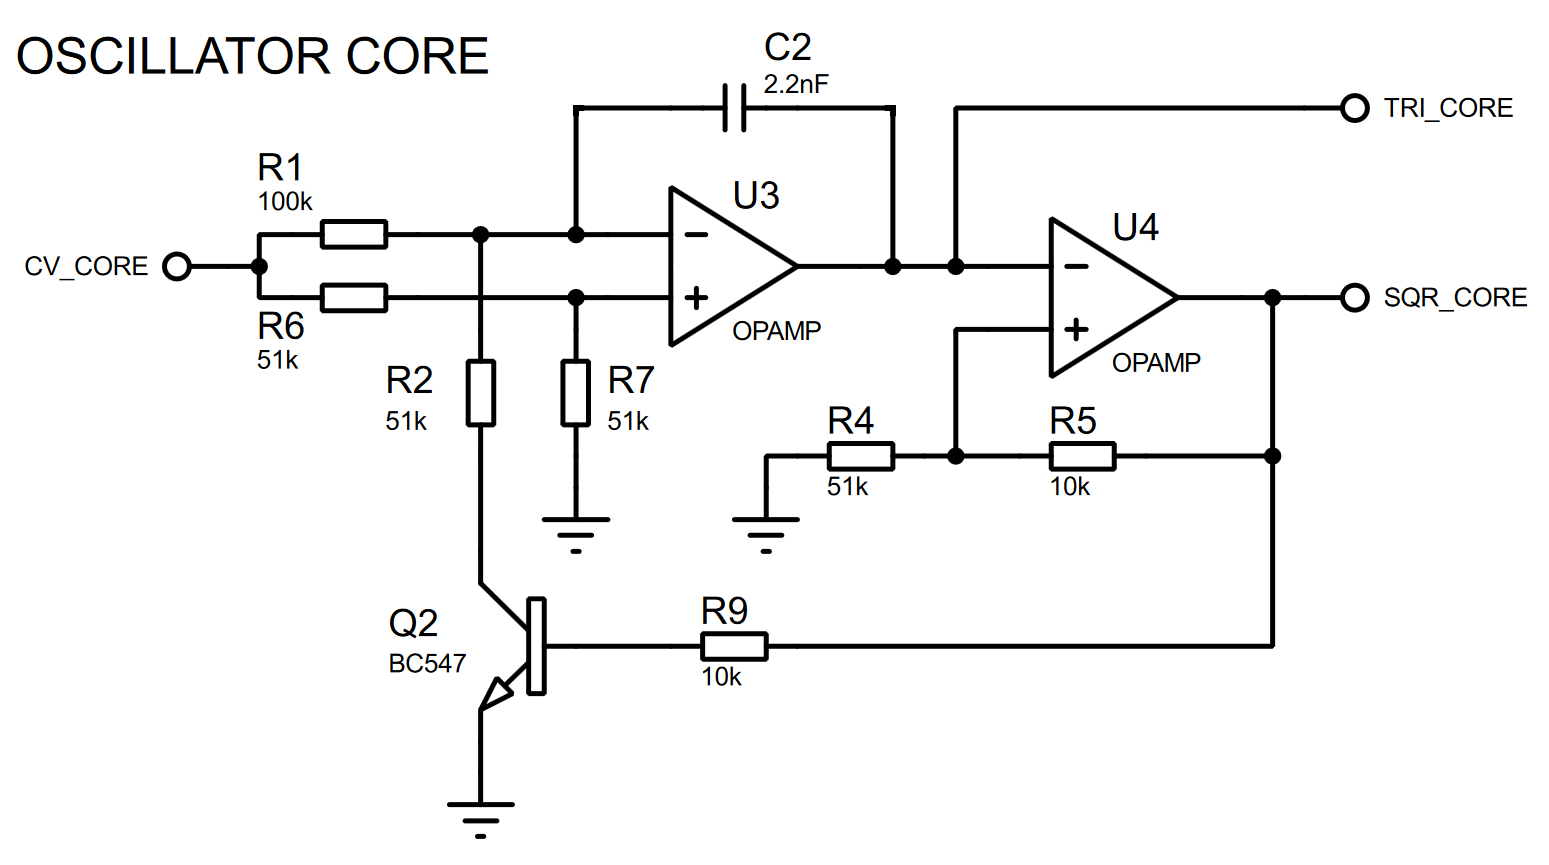 OSCILLATOR CORE
C2
2.2nF
TRI_CORE
R1
100k
U3
−
+
OPAMP
CV_CORE
R6
51k
U4
−
+
OPAMP
SQR_CORE
R2
51k
R7
51k
R4
51k
R5
10k
Q2
BC547
R9
10k